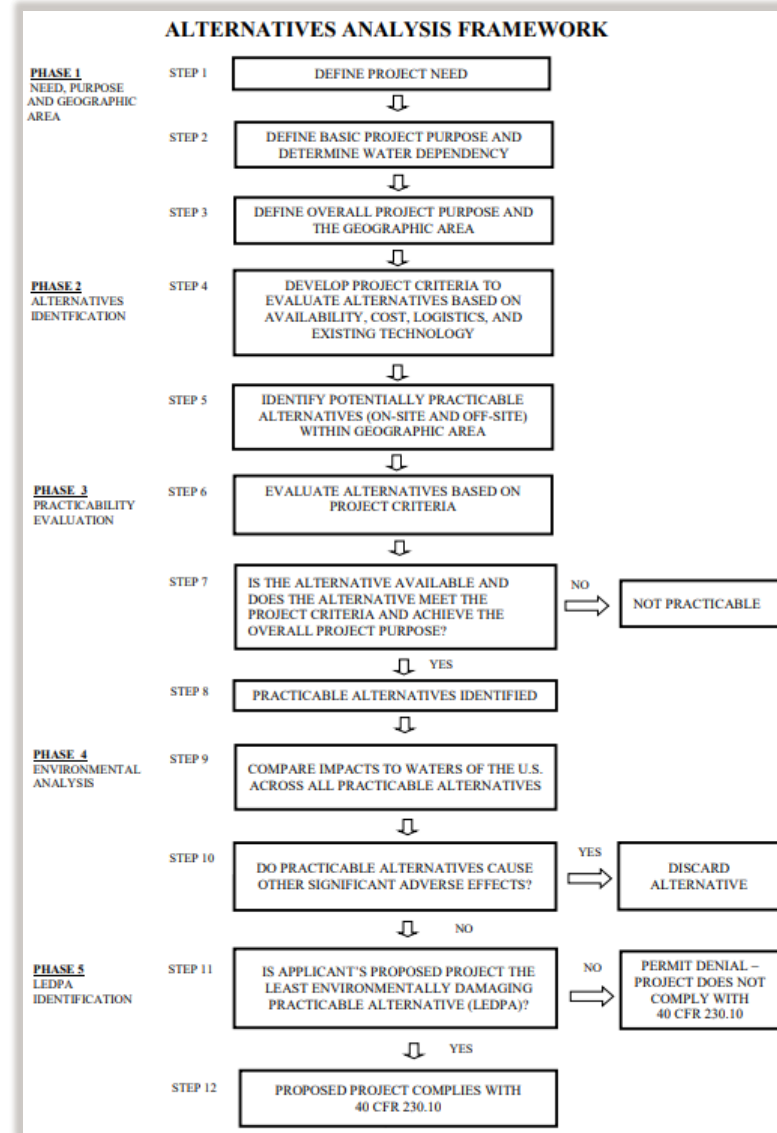 ALTERNATIVES ANALYSIS FRAMEWORK
PHASE 1
NEED, PURPOSE
AND GEOGRAPHIC
AREA
STEP 1
DEFINE PROJECT NEED
STEP 2
DEFINE BASIC PROJECT PURPOSE AND
DETERMINE WATER DEPENDENCY
STEP 3
DEFINE OVERALL PROJECT PURPOSE AND
THE GEOGRAPHIC AREA
PHASE 2
ALTERNATIVES
IDENTFICATION
STEP 4
DEVELOP PROJECT CRITERIA TO
EVALUATE ALTERNATIVES BASED ON
AVAILABILITY, COST, LOGISTICS, AND
EXISTING TECHNOLOGY
STEP 5
IDENTIFY POTENTIALLY PRACTICABLE
ALTERNATIVES (ON-SITE AND OFF-SITE)
WITHIN GEOGRAPHIC AREA
PHASE 3
PRACTICABILITY
EVALUATION
STEP 6
EVALUATE ALTERNATIVES BASED ON
PROJECT CRITERIA
STEP 7
IS THE ALTERNATIVE AVAILABLE AND
DOES THE ALTERNATIVE MEET THE
PROJECT CRITERIA AND ACHIEVE THE
OVERALL PROJECT PURPOSE?
NO
NOT PRACTICABLE
YES
STEP 8
PRACTICABLE ALTERNATIVES IDENTIFIED
PHASE 4
ENVIRONMENTAL
ANALYSIS
STEP 9
COMPARE IMPACTS TO WATERS OF THE U.S.
ACROSS ALL PRACTICABLE ALTERNATIVES
STEP 10
DO PRACTICABLE ALTERNATIVES CAUSE
OTHER SIGNIFICANT ADVERSE EFFECTS?
YES
DISCARD
ALTERNATIVE
NO
PHASE 5
LEDPA
IDENTIFICATION
STEP 11
IS APPLICANT'S PROPOSED PROJECT THE
LEAST ENVIRONMENTALLY DAMAGING
PRACTICABLE ALTERNATIVE (LEDPA)?
NO
PERMIT DENIAL –
PROJECT DOES NOT
COMPLY WITH
40 CFR 230.10
YES
STEP 12
PROPOSED PROJECT COMPLIES WITH
40 CFR 230.10